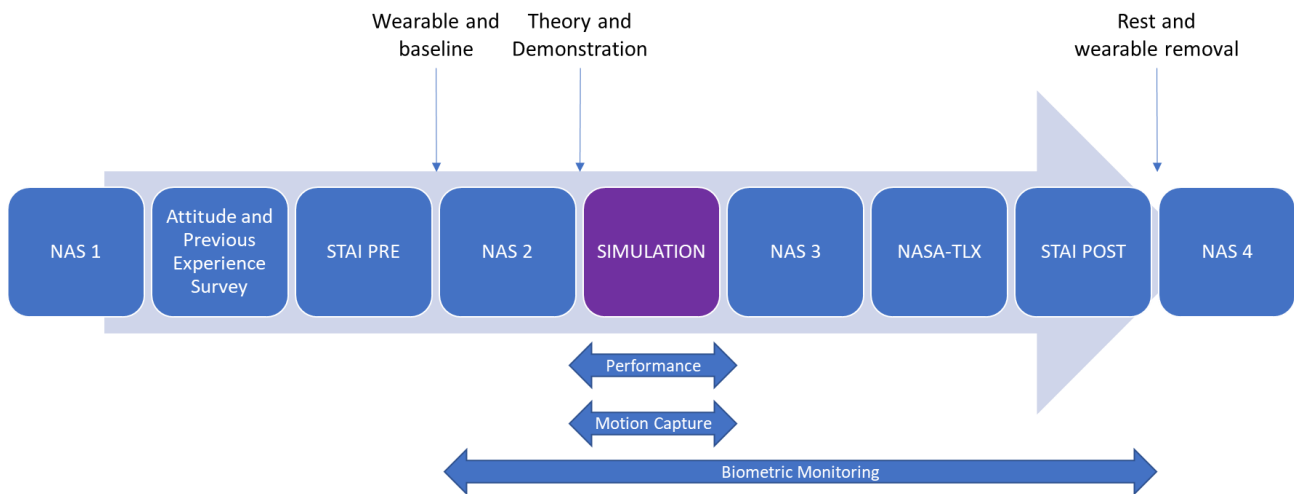 Wearable and
baseline
Theory and
Demonstration
Rest and
wearable removal
NAS 1
Attitude and
Previous
Experience
Survey
STAI PRE
NAS 2
SIMULATION
NAS 3
NASA-TLX
STAI POST
NAS 4
Performance
Motion Capture
Biometric Monitoring